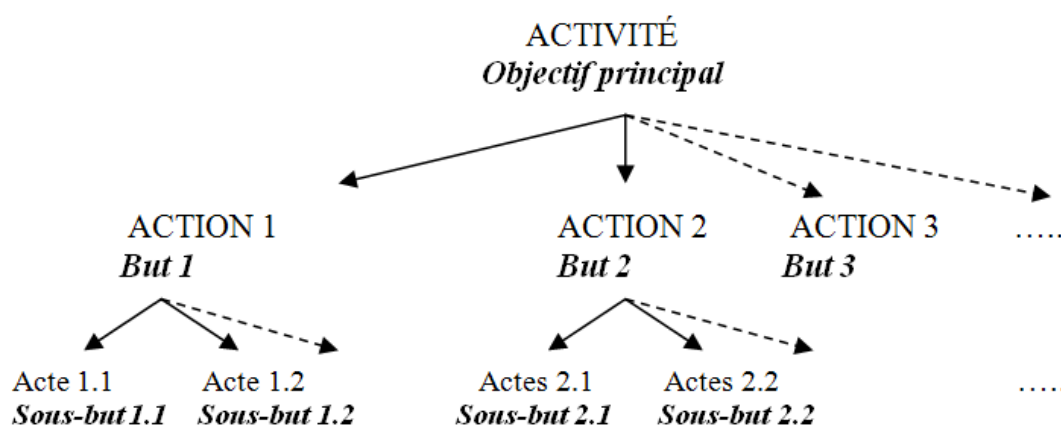 ACTIVITÉ
Objectif principal
ACTION 1 ACTION 2 ACTION 3 .....
But 1 But 2 But 3
Acte 1.1 Acte 1.2 Actes 2.1 Actes 2.2 .....
Sous-but 1.1 Sous-but 1.2 Sous-but 2.1 Sous-but 2.2